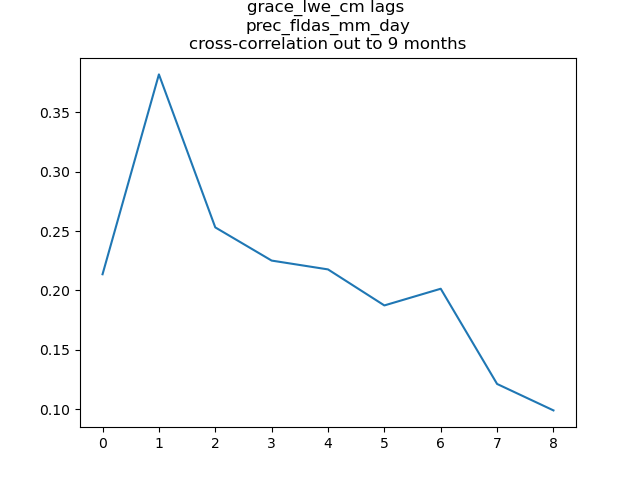 grace_lwe_cm lags
prec_fldas_mm_day
cross-correlation out to 9 months
0.35
0.30
0.25
0.20
0.15
0.10
0 1 2 3 4 5 6 7 8